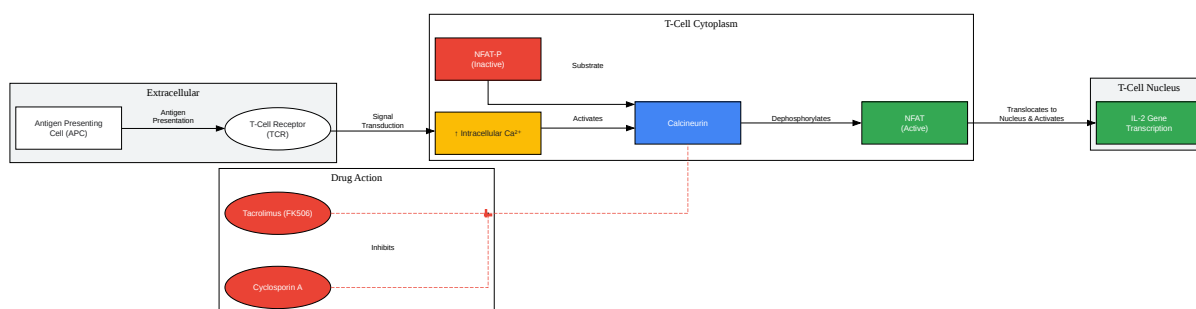 T-Cell Cytoplasm
NFAT-P
(Inactive)
Substrate
Extracellular
Antigen Presenting
Cell (APC)
Antigen
Presentation
T-Cell Receptor
(TCR)
Signal
Transduction
↑ Intracellular Ca²⁺
Activates
Calcineurin
Dephosphorylates
NFAT
(Active)
Translocates to
Nucleus & Activates
T-Cell Nucleus
IL-2 Gene
Transcription
Drug Action
Tacrolimus (FK506)
Inhibits
Cyclosporin A